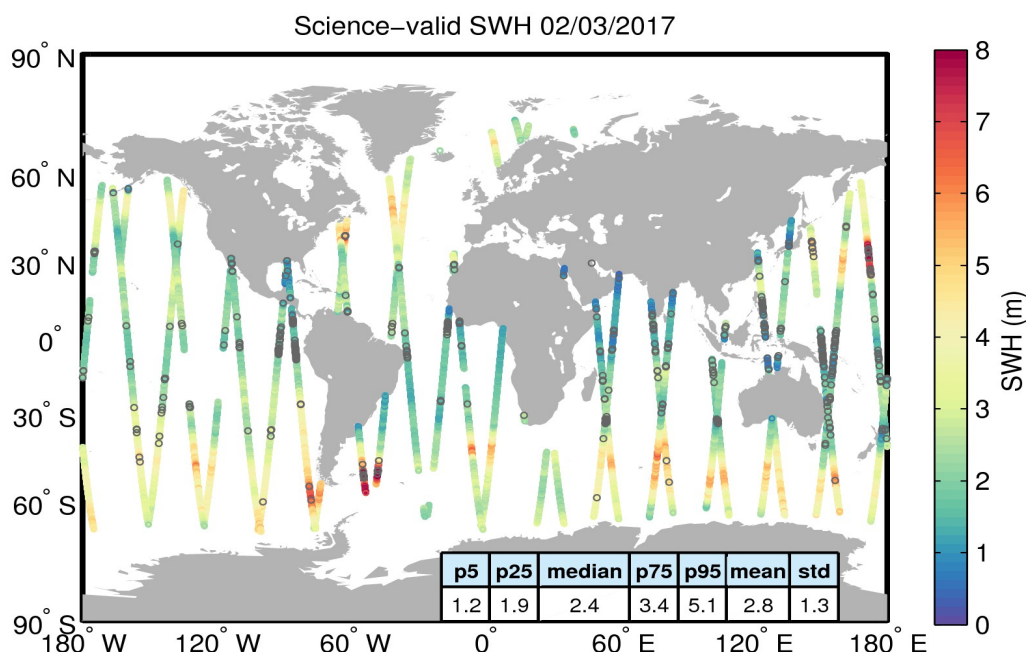 Science−valid SWH 02/03/2017
90° N
60° N
30° N
0°
30° S
60° S
90° S
180° W
120° W
60° W
0°
60° E
120° E
180° E
p5 p25 median p75 p95 mean std
1.2 1.9 2.4 3.4 5.1 2.8 1.3
8
7
6
5
4
3
2
1
0
SWH (m)